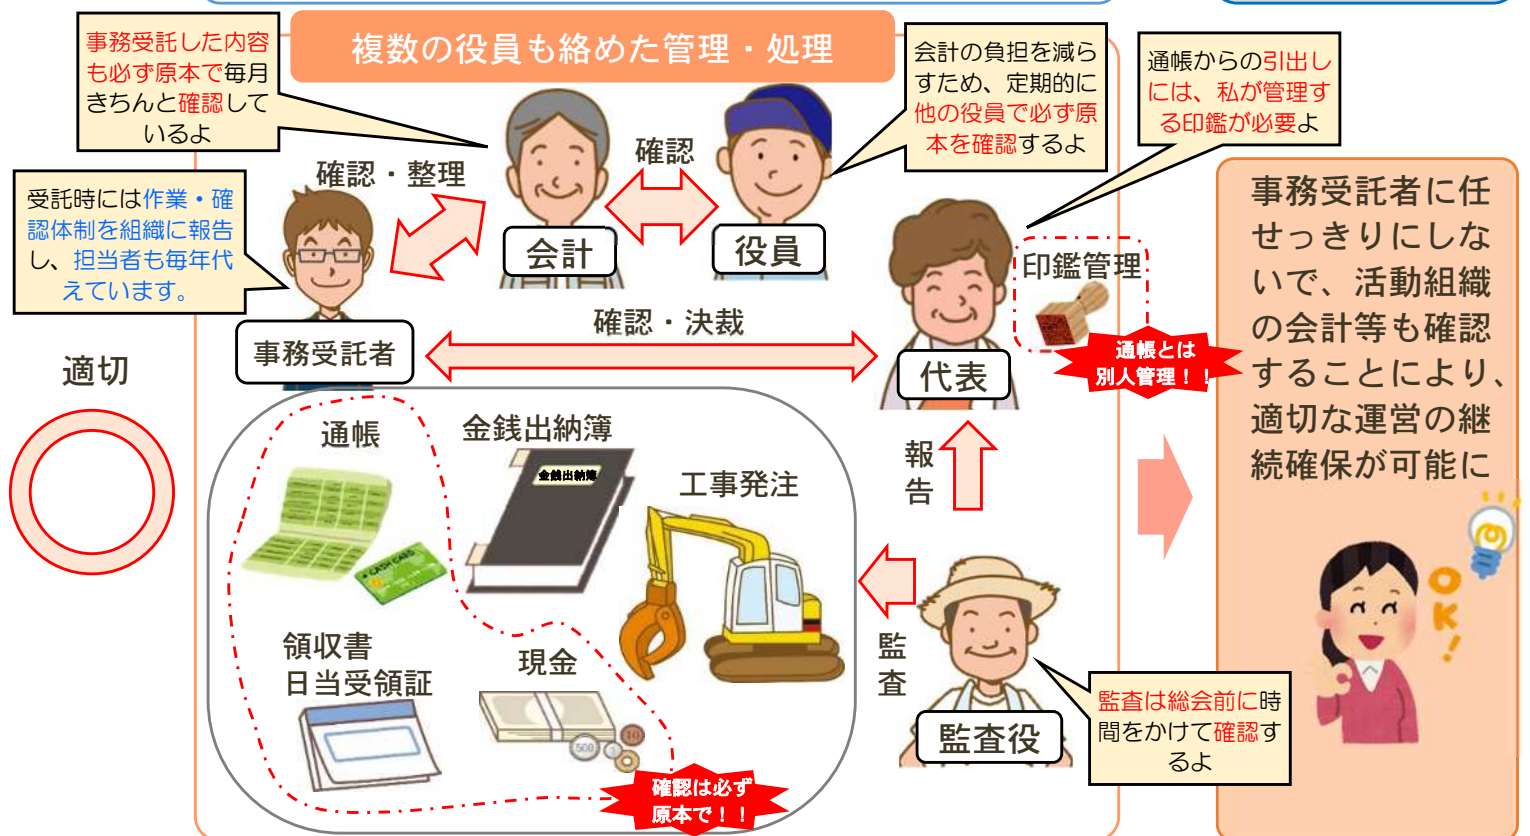 複数の役員も絡めた管理・処理
事務受託した内容
も必ず原本で毎月
きちんと確認して
いるよ
会計の負担を減ら
すため、定期的に
他の役員で必ず原
本を確認するよ
通帳からの引出し
には、私が管理す
る印鑑が必要よ
受託時には作業・確
認体制を組織に報告
し、担当者も毎年代
えています。
確認・整理
確認
会計
役員
印鑑管理
事務受託者
確認・決裁
代表
通帳とは
別人管理！！
適切
通帳
金銭出納簿
金銭出納簿
工事発注
CASH CARD
領収書
日当受領証
現金
500
10
確認は必ず
原本で！！
報告
監査
監査役
監査は総会前に時
間をかけて確認す
るよ
事務受託者に任
せっきりにしな
いで、活動組織
の会計等も確認
することにより、
適切な運営の継
続確保が可能に
OK!